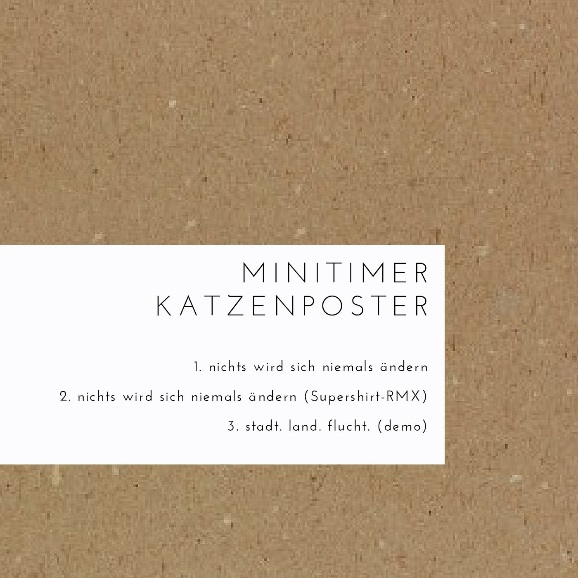 MINITIMER
KATZENPOSTER
1. nichts wird sich niemals ändern
2. nichts wird sich niemals ändern (Supershirt-RMX)
3. stadt. land. flucht. (demo)